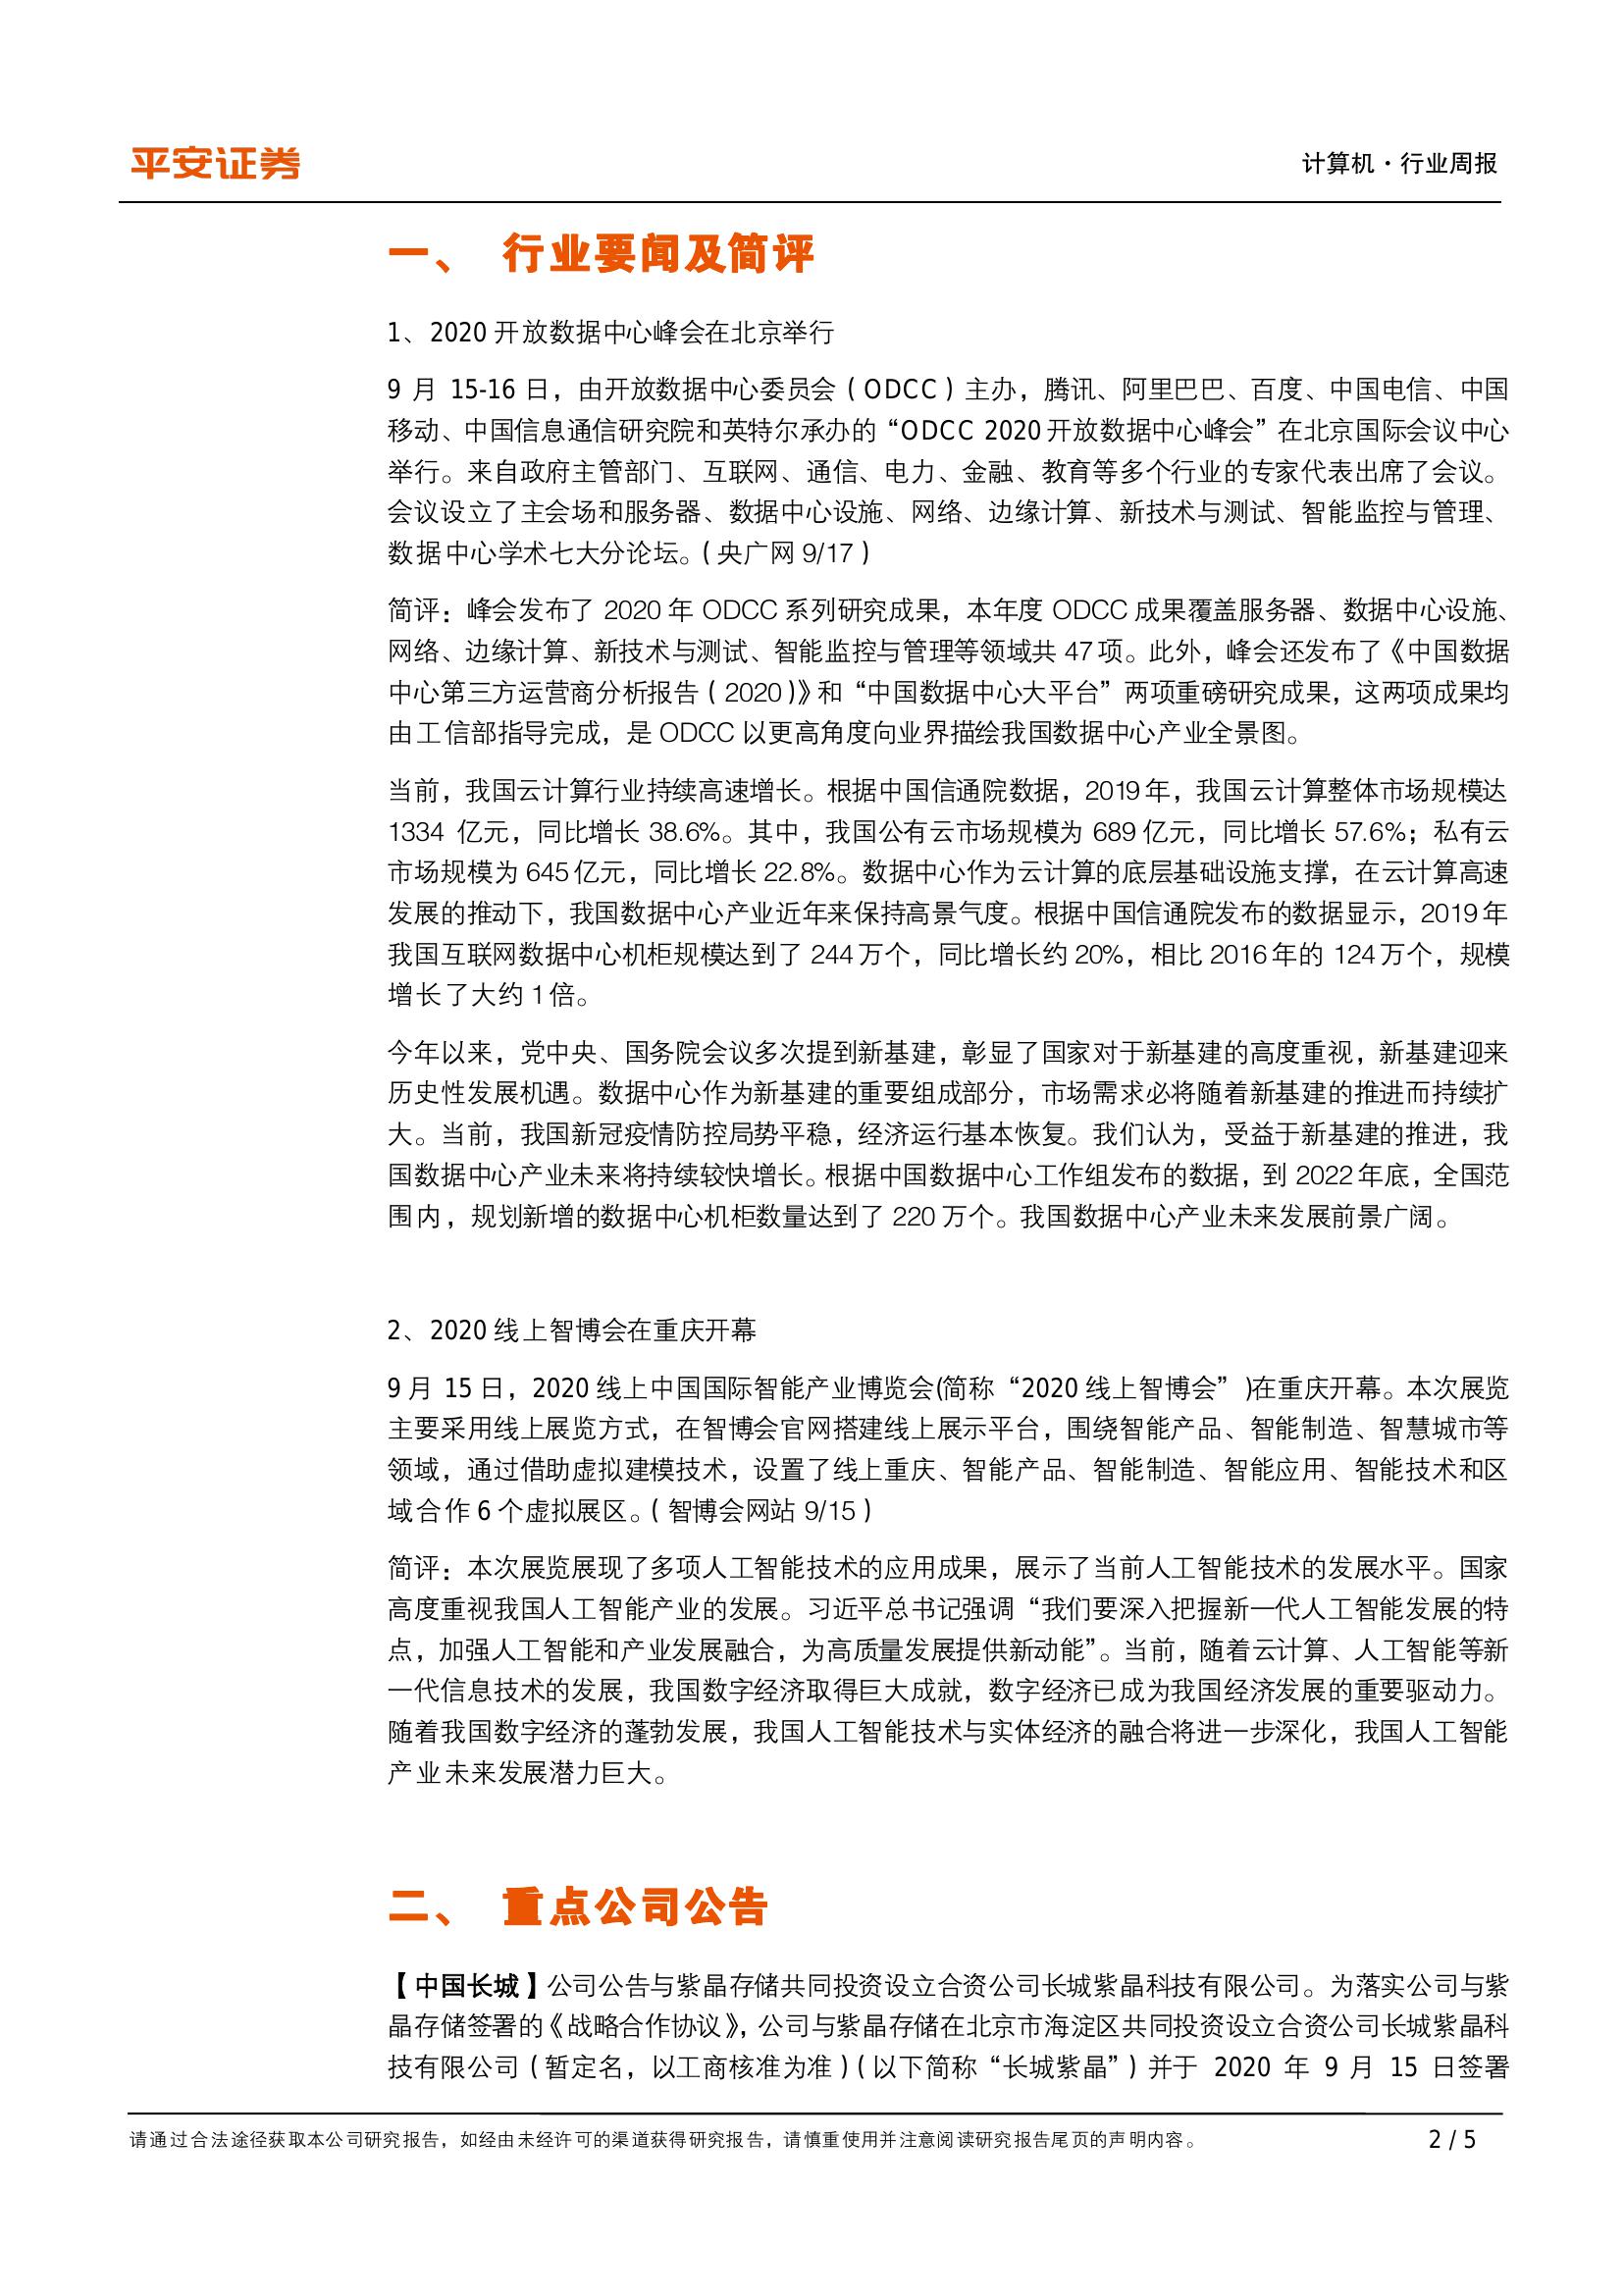 平安证券
计算机·行业周报
一、 行业要闻及简评
1、2020 开放数据中心峰会在北京举行
9 月 15-16 日，由开放数据中心委员会（ODCC）主办，腾讯、阿里巴巴、百度、中国电信、中国
移动、中国信息通信研究院和英特尔承办的“ODCC 2020 开放数据中心峰会”在北京国际会议中心
举行。来自政府主管部门、互联网、通信、电力、金融、教育等多个行业的专家代表出席了会议。
会议设立了主会场和服务器、数据中心设施、网络、边缘计算、新技术与测试、智能监控与管理、
数据中心学术七大分论坛。（央广网 9/17）
简评：峰会发布了 2020 年 ODCC 系列研究成果，本年度 ODCC 成果覆盖服务器、数据中心设施、
网络、边缘计算、新技术与测试、智能监控与管理等领域共 47 项。此外，峰会还发布了《中国数据
中心第三方运营商分析报告（2020）》和“中国数据中心大平台”两项重磅研究成果，这两项成果均
由工信部指导完成，是 ODCC 以更高角度向业界描绘我国数据中心产业全景图。
当前，我国云计算行业持续高速增长。根据中国信通院数据，2019 年，我国云计算整体市场规模达
1334 亿元，同比增长 38.6%。其中，我国公有云市场规模为 689 亿元，同比增长 57.6%；私有云
市场规模为 645 亿元，同比增长 22.8%。数据中心作为云计算的底层基础设施支撑，在云计算高速
发展的推动下，我国数据中心产业近年来保持高景气度。根据中国信通院发布的数据显示，2019 年
我国互联网数据中心机柜规模达到了 244 万个，同比增长约 20%，相比 2016 年的 124 万个，规模
增长了大约 1 倍。
今年以来，党中央、国务院会议多次提到新基建，彰显了国家对于新基建的高度重视，新基建迎来
历史性发展机遇。数据中心作为新基建的重要组成部分，市场需求必将随着新基建的推进而持续扩
大。当前，我国新冠疫情防控局势平稳，经济运行基本恢复。我们认为，受益于新基建的推进，我
国数据中心产业未来将持续较快增长。根据中国数据中心工作组发布的数据，到 2022 年底，全国范
围内，规划新增的数据中心机柜数量达到了 220 万个。我国数据中心产业未来发展前景广阔。
2、2020 线上智博会在重庆开幕
9 月 15 日，2020 线上中国国际智能产业博览会(简称“2020 线上智博会”)在重庆开幕。本次展览
主要采用线上展览方式，在智博会官网搭建线上展示平台，围绕智能产品、智能制造、智慧城市等
领域，通过借助虚拟建模技术，设置了线上重庆、智能产品、智能制造、智能应用、智能技术和区
域合作 6 个虚拟展区。（智博会网站 9/15）
简评：本次展览展现了多项人工智能技术的应用成果，展示了当前人工智能技术的发展水平。国家
高度重视我国人工智能产业的发展。习近平总书记强调“我们要深入把握新一代人工智能发展的特
点，加强人工智能和产业发展融合，为高质量发展提供新动能”。当前，随着云计算、人工智能等新
一代信息技术的发展，我国数字经济取得巨大成就，数字经济已成为我国经济发展的重要驱动力。
随着我国数字经济的蓬勃发展，我国人工智能技术与实体经济的融合将进一步深化，我国人工智能
产业未来发展潜力巨大。
二、 重点公司公告
【中国长城】公司公告与紫晶存储共同投资设立合资公司长城紫晶科技有限公司。为落实公司与紫
晶存储签署的《战略合作协议》，公司与紫晶存储在北京市海淀区共同投资设立合资公司长城紫晶科
技有限公司（暂定名，以工商核准为准）（以下简称“长城紫晶”）并于 2020 年 9 月 15 日签署
请通过合法途径获取本公司研究报告，如经由未经许可的渠道获得研究报告，请慎重使用并注意阅读研究报告尾页的声明内容。
2 / 5